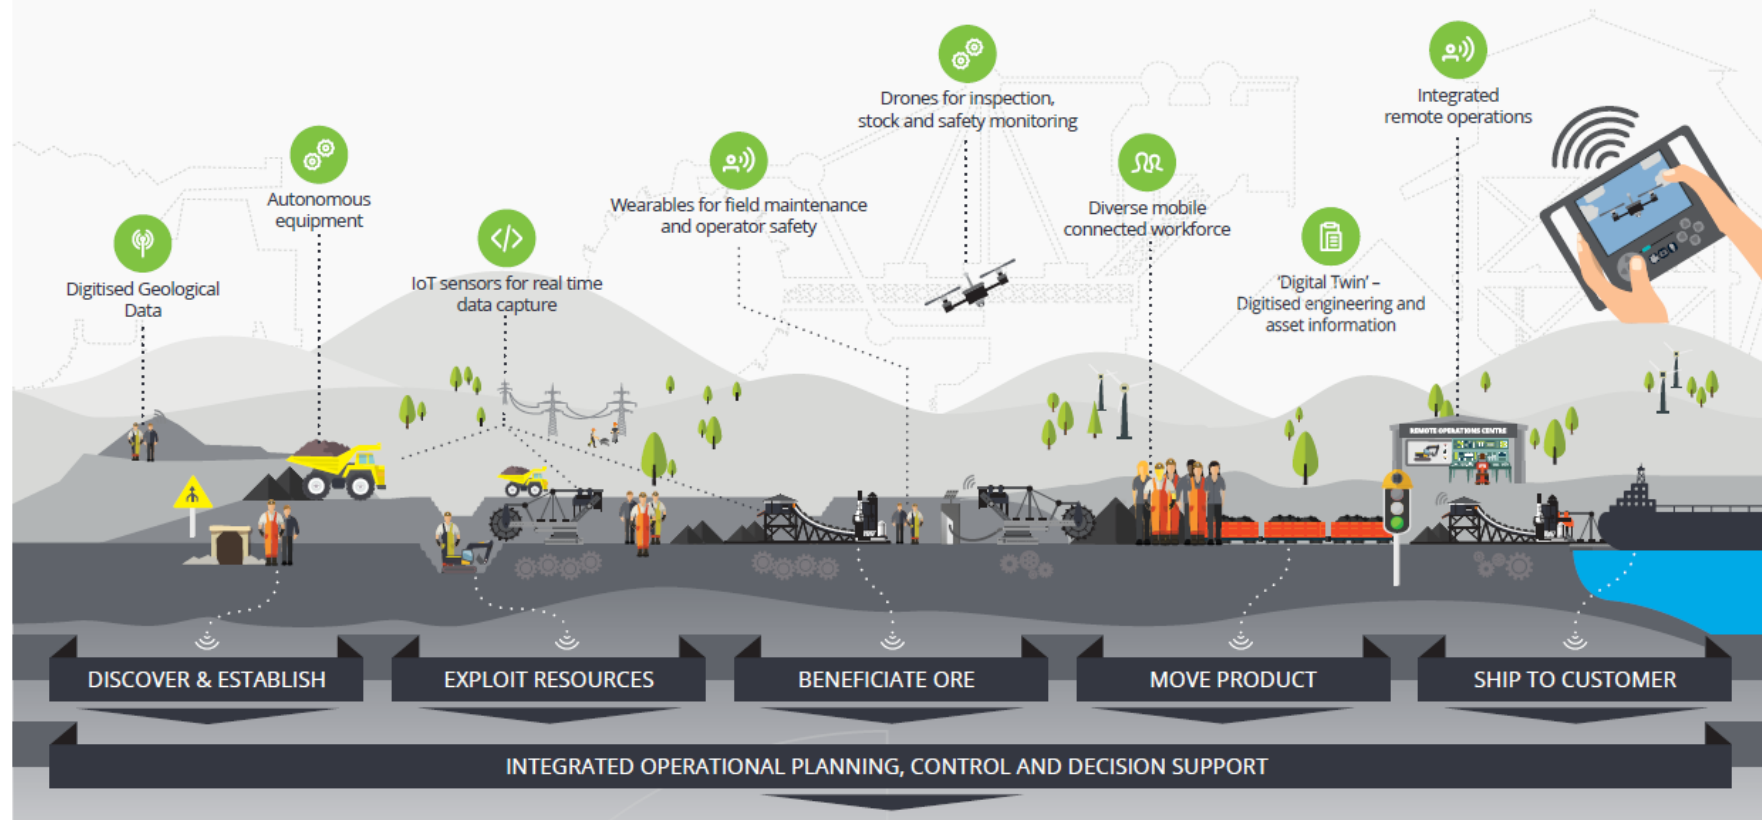 Digitised Geological
Data
Autonomous
equipment
IoT sensors for real time
data capture
Wearables for field maintenance
and operator safety
Drones for inspection,
stock and safety monitoring
Diverse mobile
connected workforce
'Digital Twin' –
Digitised engineering and
asset information
Integrated
remote operations
REMOTE OPERATIONS CENTRE
DISCOVER & ESTABLISH
EXPLOIT RESOURCES
BENEFICIATE ORE
MOVE PRODUCT
SHIP TO CUSTOMER
INTEGRATED OPERATIONAL PLANNING, CONTROL AND DECISION SUPPORT